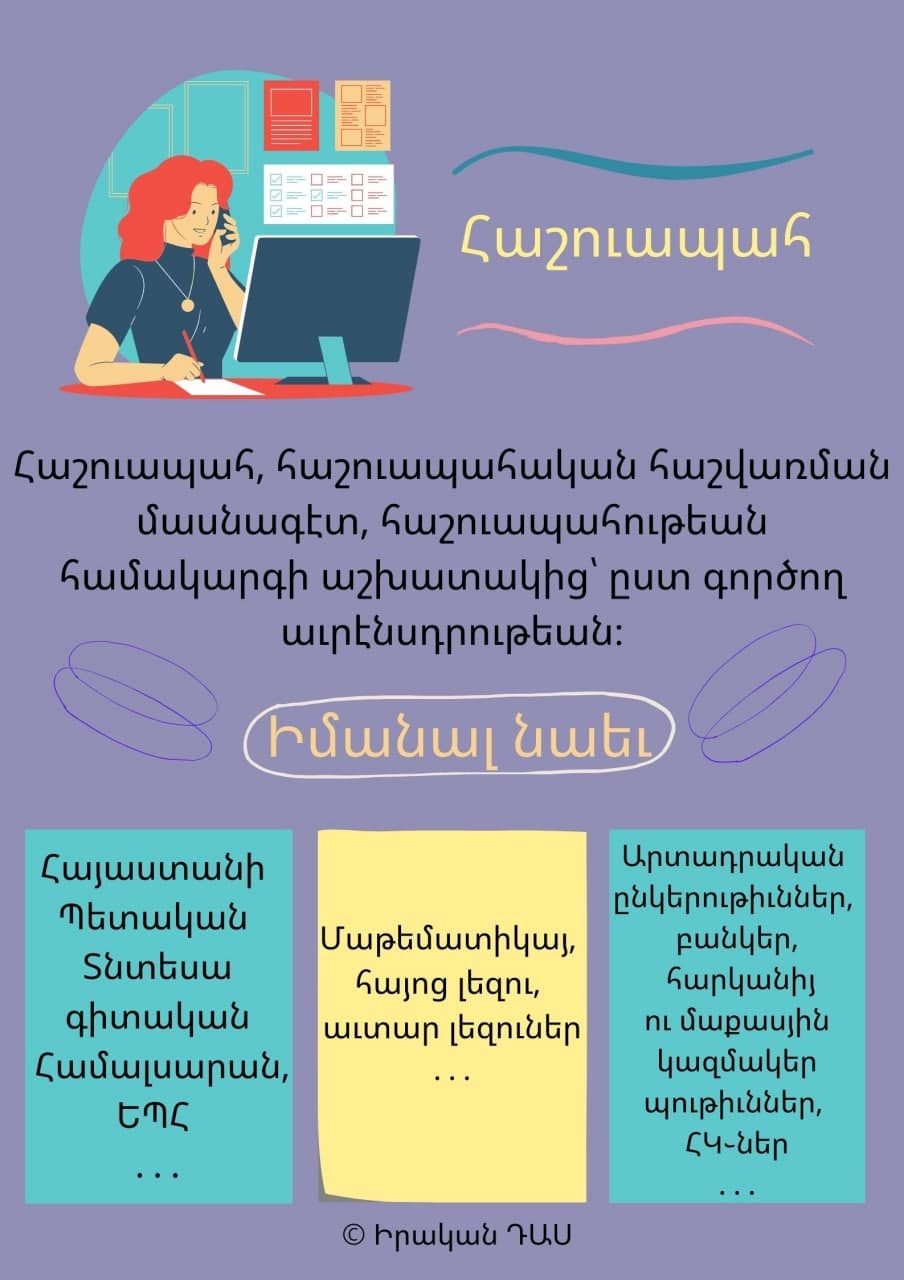 Հաշուապահ
Հաշուապահ, հաշուապահական հաշվառման
մասնագէտ, հաշուապահութեան
համակարգի աշխատակից՝ ըստ գործող
աւրէնսդրութեան։
Իմանալ նաեւ
Հայաստանի
Պետական
Տնտեսա
գիտական
Համալսարան,
ԵՊՀ
. . .
Մաթեմատիկայ,
հայոց լեզու,
աւտար լեզուներ
. . .
Արտադրական
ընկերութիւններ,
բանկեր,
հարկանիյ
ու մաքասյին
կազմակեր
պութիւններ,
ՀԿ֊ներ
. . .
© Իրական ԴԱՍ